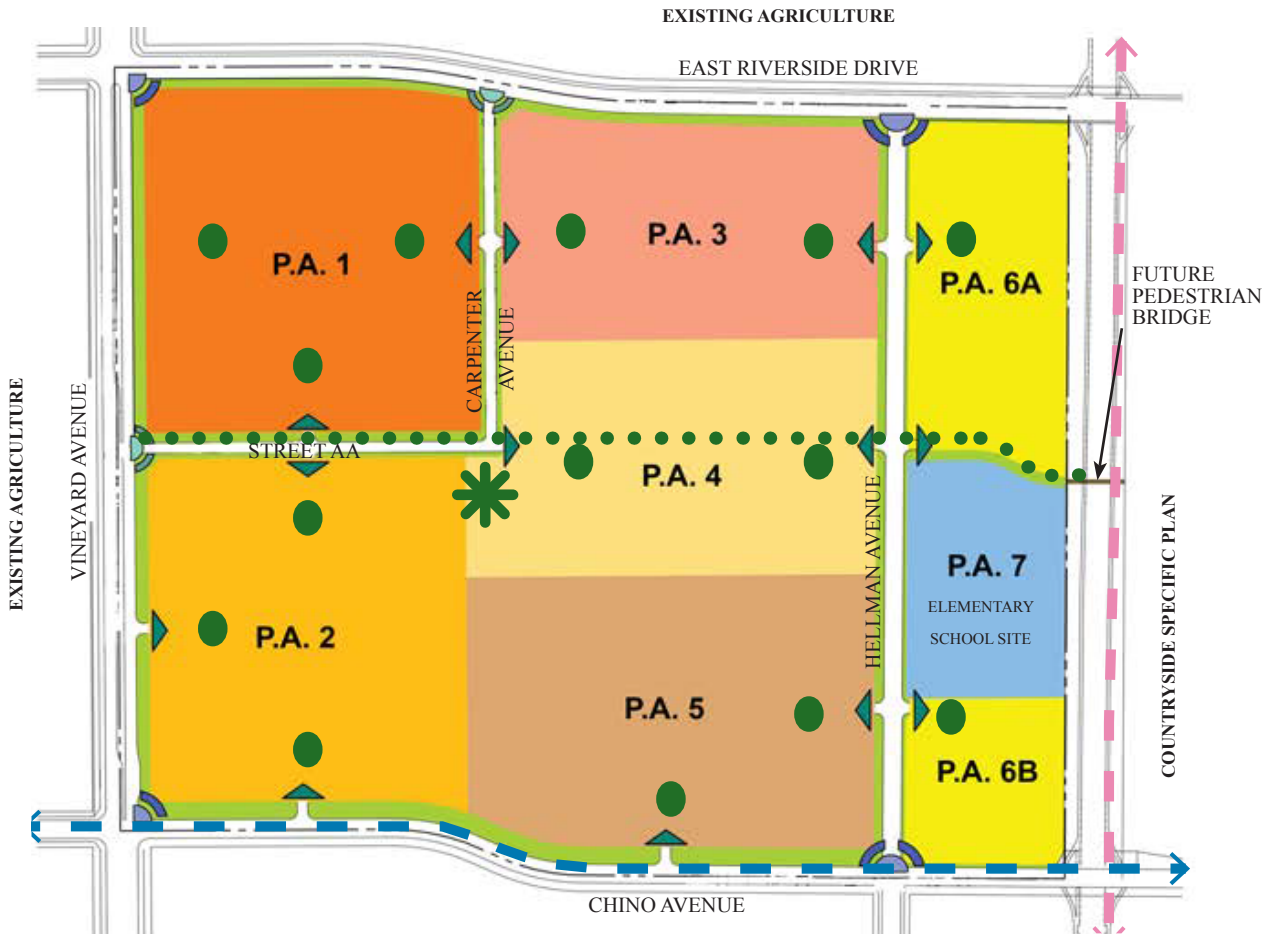 EXISTING AGRICULTURE
EAST RIVERSIDE DRIVE
P.A. 1
P.A. 3
P.A. 6A
FUTURE
PEDESTRIAN
BRIDGE
CARPENTER
AVENUE
EXISTING AGRICULTURE
VINEYARD AVENUE
STREET AA
P.A. 4
HELLMAN AVENUE
P.A. 7
ELEMENTARY
SCHOOL SITE
COUNTRYSIDE SPECIFIC PLAN
P.A. 2
P.A. 5
P.A. 6B
CHINO AVENUE